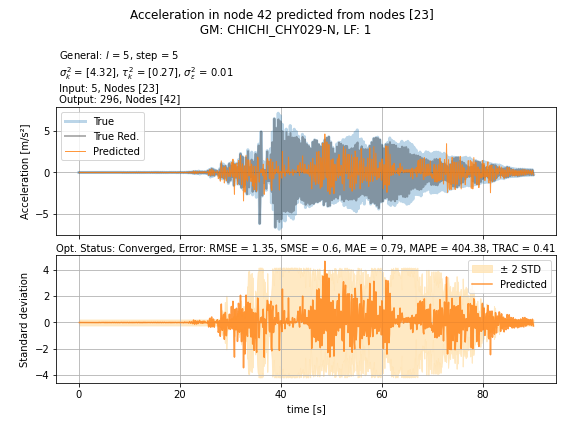 Acceleration in node 42 predicted from nodes [23]
GM: CHICHI_CHY029-N, LF: 1
General: l = 5, step = 5
σ²ₖ = [4.32], τ²ₖ = [0.27], σ²ε = 0.01
Input: 5, Nodes [23]
Output: 296, Nodes [42]
Acceleration [m/s²]
5
0
−5
True
True Red.
Predicted
Opt. Status: Converged, Error: RMSE = 1.35, SMSE = 0.6, MAE = 0.79, MAPE = 404.38, TRAC = 0.41
Standard deviation
4
2
0
−2
−4
± 2 STD
Predicted
0 20 40 60 80
time [s]